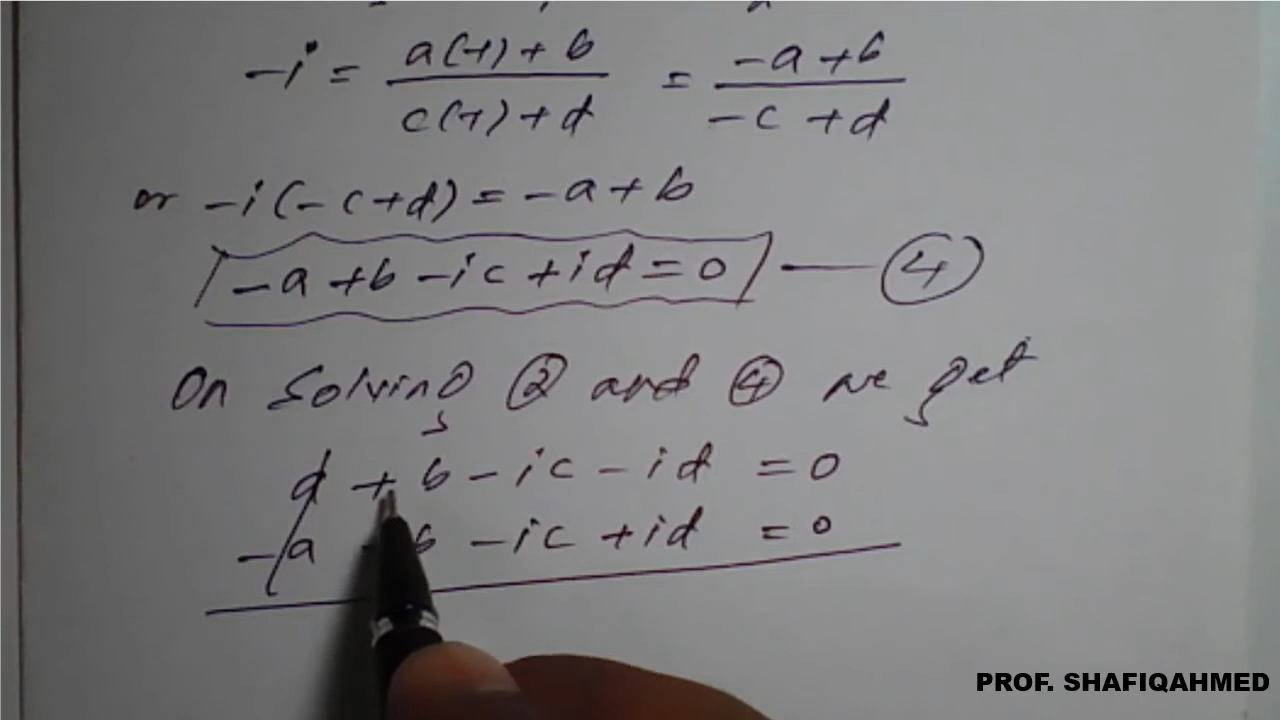 -i = a(-1) + b / c(-1) + d = -a + b / -c + d
or -i(-c+d) = -a + b
-a + b - ic + id = 0 — ④
On Solving ② and ④ we get
a + b - ic - id = 0
-a b - ic + id = 0
PROF. SHAFIQAHMED